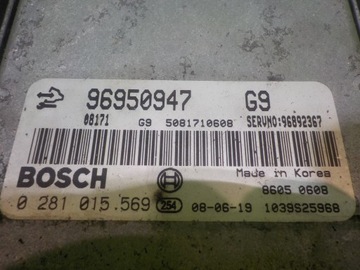 96950947 G9
08171 G9 5081710608 SERVNO:96892367
BOSCH
Made in Korea
8605 0608
0 281 015.569 254 08-06-19 1039S25968